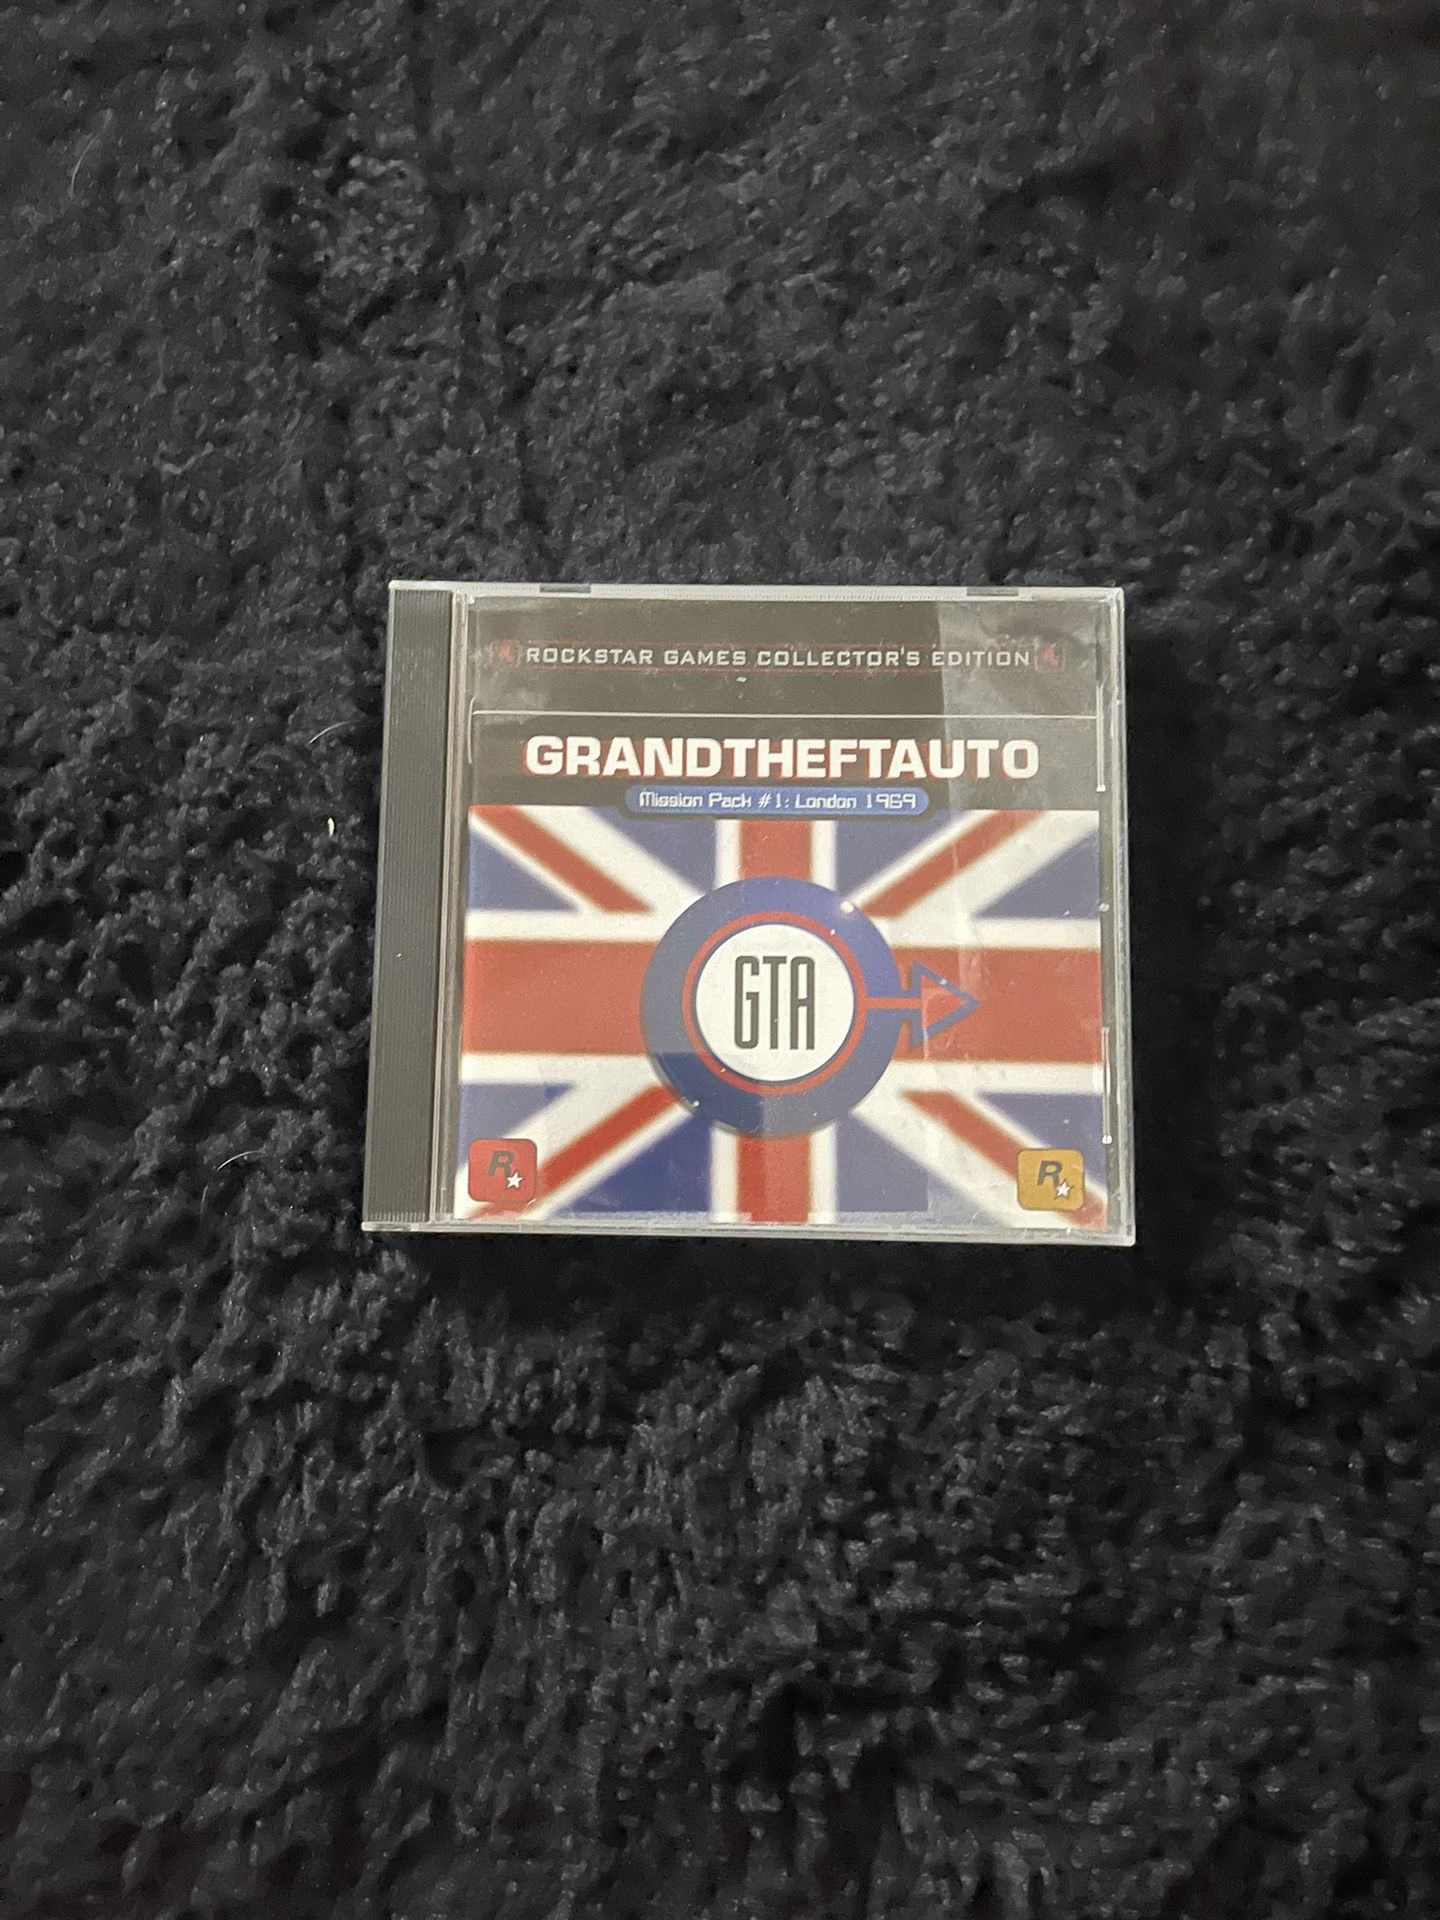 ROCKSTAR GAMES COLLECTOR'S EDITION
GRANDTHEFTAUTO
Mission Pack #1: London 1969
GTA
R R